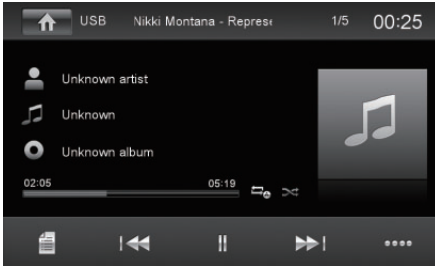 USB Nikki Montana - Represe 1/5 00:25
Unknown artist
Unknown
Unknown album
02:05 05:19